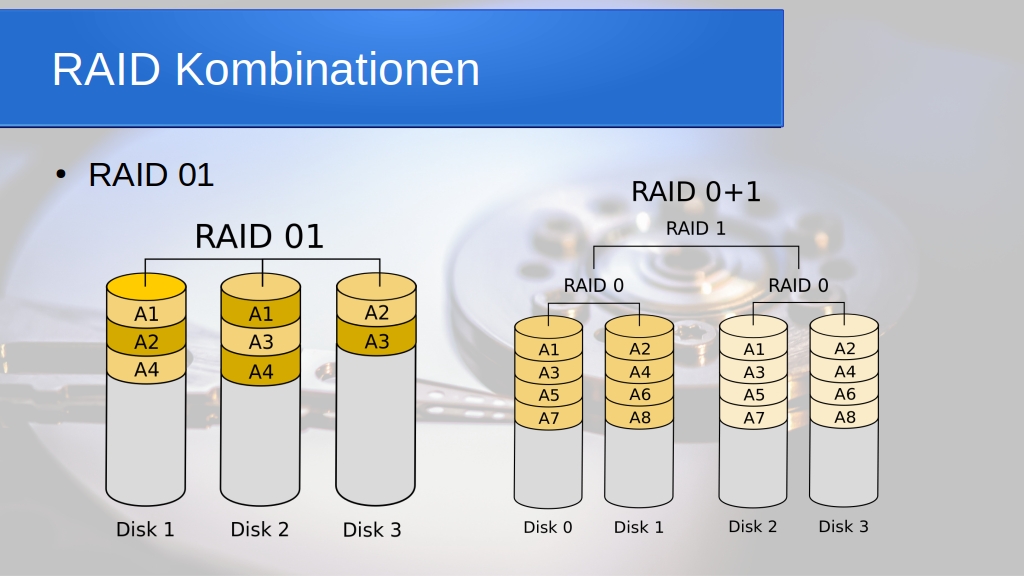 RAID Kombinationen
• RAID 01
RAID 01
A1
A2
A4
Disk 1
A1
A3
A4
Disk 2
A2
A3
Disk 3
RAID 0+1
RAID 1
RAID 0
A1
A3
A5
A7
Disk 0
A2
A4
A6
A8
Disk 1
RAID 0
A1
A3
A5
A7
Disk 2
A2
A4
A6
A8
Disk 3